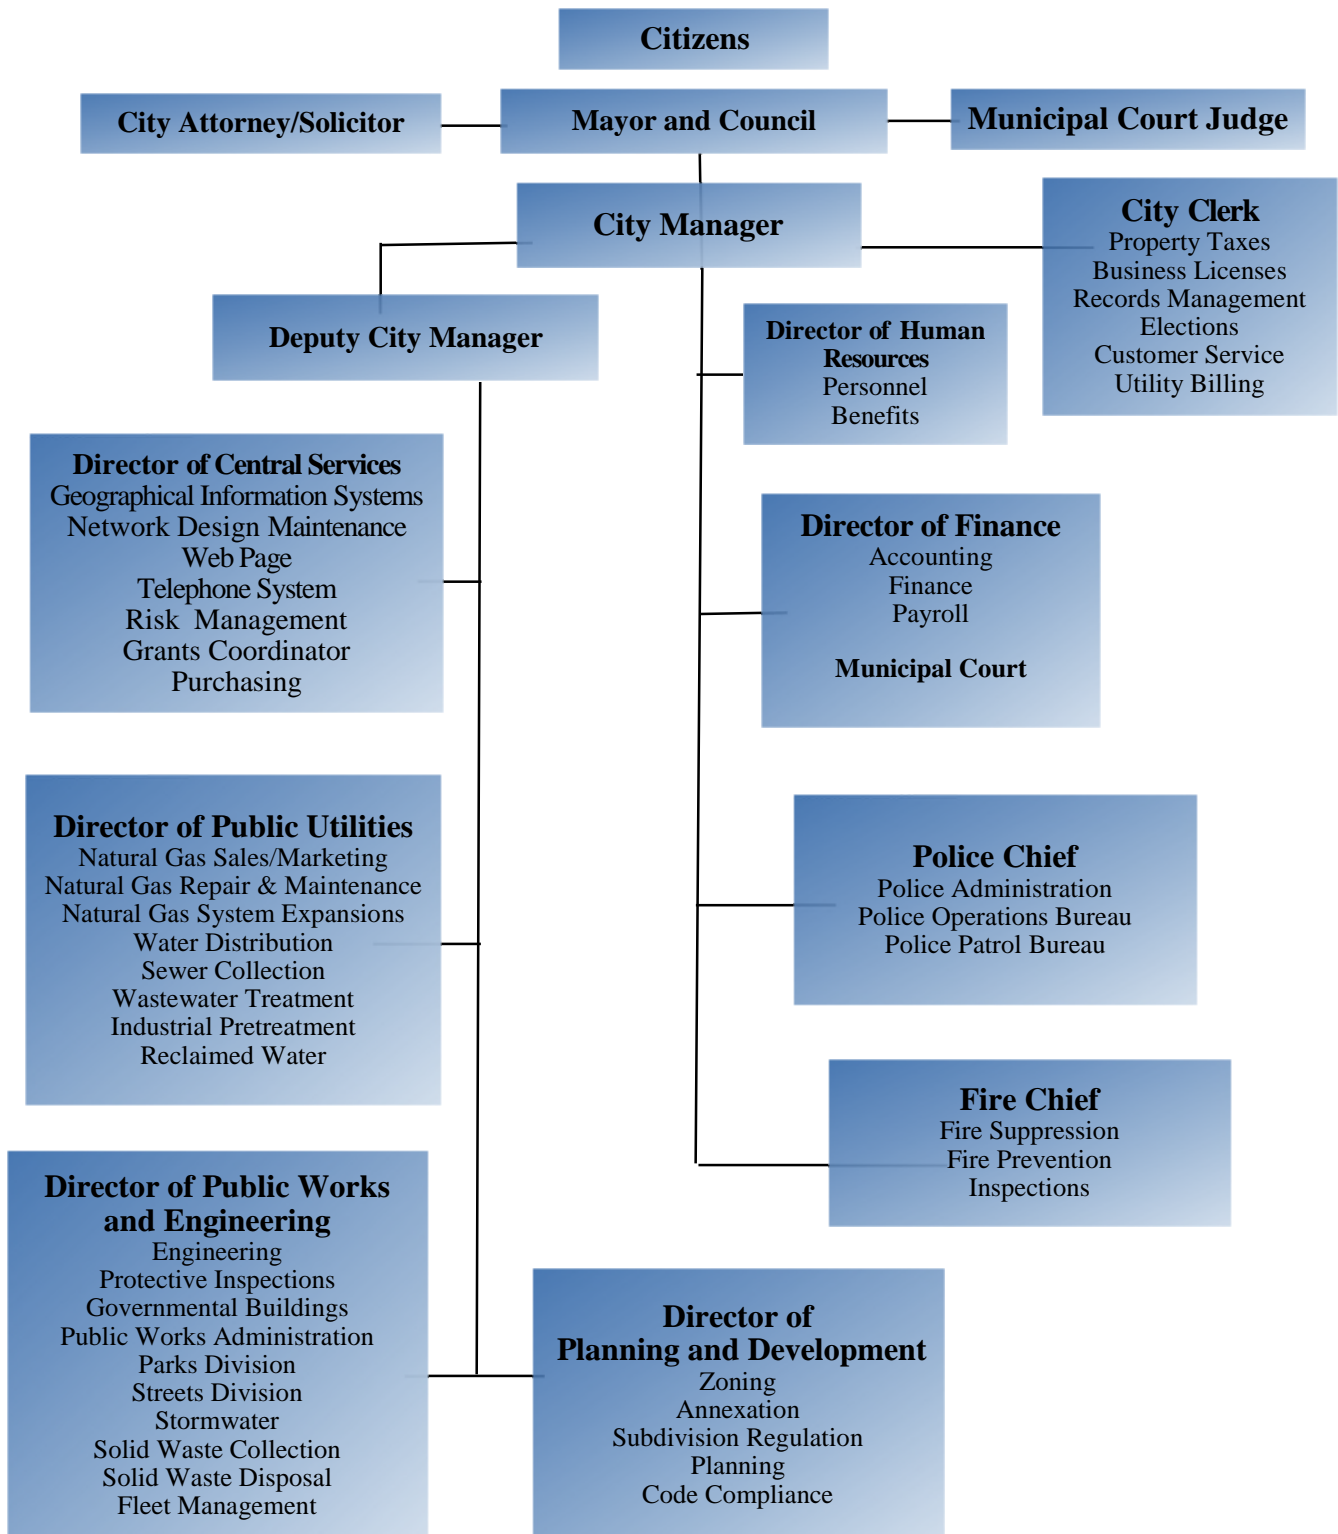 Citizens
City Attorney/Solicitor
Mayor and Council
Municipal Court Judge
City Manager
City Clerk
Property Taxes
Business Licenses
Records Management
Elections
Customer Service
Utility Billing
Deputy City Manager
Director of Human
Resources
Personnel
Benefits
Director of Central Services
Geographical Information Systems
Network Design Maintenance
Web Page
Telephone System
Risk Management
Grants Coordinator
Purchasing
Director of Finance
Accounting
Finance
Payroll
Municipal Court
Director of Public Utilities
Natural Gas Sales/Marketing
Natural Gas Repair & Maintenance
Natural Gas System Expansions
Water Distribution
Sewer Collection
Wastewater Treatment
Industrial Pretreatment
Reclaimed Water
Police Chief
Police Administration
Police Operations Bureau
Police Patrol Bureau
Fire Chief
Fire Suppression
Fire Prevention
Inspections
Director of Public Works
and Engineering
Engineering
Protective Inspections
Governmental Buildings
Public Works Administration
Parks Division
Streets Division
Stormwater
Solid Waste Collection
Solid Waste Disposal
Fleet Management
Director of
Planning and Development
Zoning
Annexation
Subdivision Regulation
Planning
Code Compliance